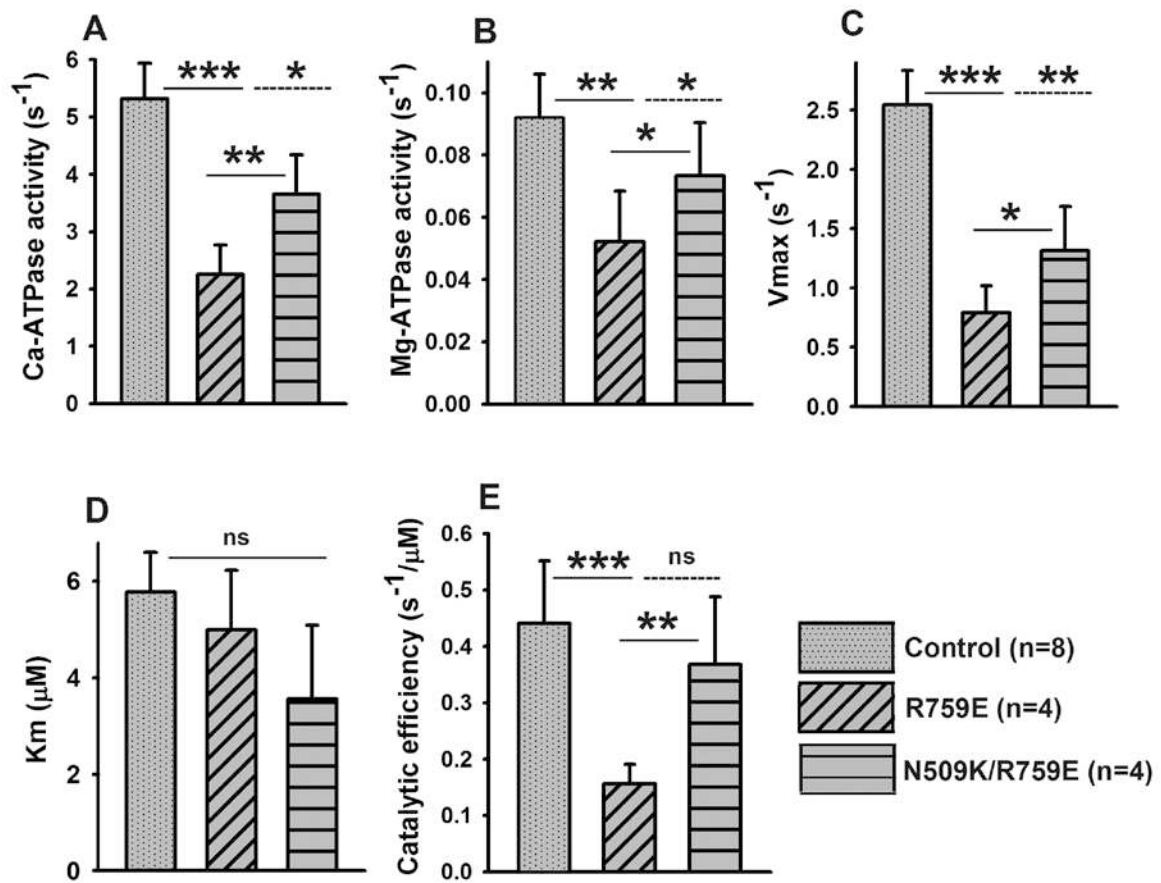 A
Ca-ATPase activity (s⁻¹)
6
5
4
3
2
1
0
***
*
**
B
Mg-ATPase activity (s⁻¹)
0.10
0.08
0.06
0.04
0.02
0.00
**
*
*
C
Vmax (s⁻¹)
2.5
2.0
1.5
1.0
0.5
0.0
***
**
*
D
Km (μM)
6
4
2
0
ns
E
Catalytic efficiency (s⁻¹/μM)
0.6
0.5
0.4
0.3
0.2
0.1
0.0
***
ns
**
Control (n=8)
R759E (n=4)
N509K/R759E (n=4)